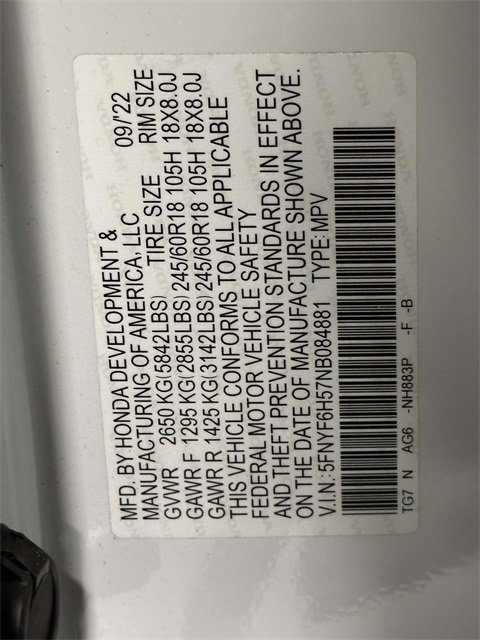 MFD. BY HONDA DEVELOPMENT &
MANUFACTURING OF AMERICA, LLC 09/'22
TIRE SIZE RIM SIZE
GVWR 2650 KG(5842LBS)
GAWR F 1295 KG(2855LBS) 245/60R18 105H 18X8.0J
GAWR R 1425 KG(3142LBS) 245/60R18 105H 18X8.0J
THIS VEHICLE CONFORMS TO ALL APPLICABLE
FEDERAL MOTOR VEHICLE SAFETY
AND THEFT PREVENTION STANDARDS IN EFFECT
ON THE DATE OF MANUFACTURE SHOWN ABOVE.
V.I.N.: 5FNYF6H57NB084881 TYPE: MPV
TG7 N AG6 -NH883P -F -B